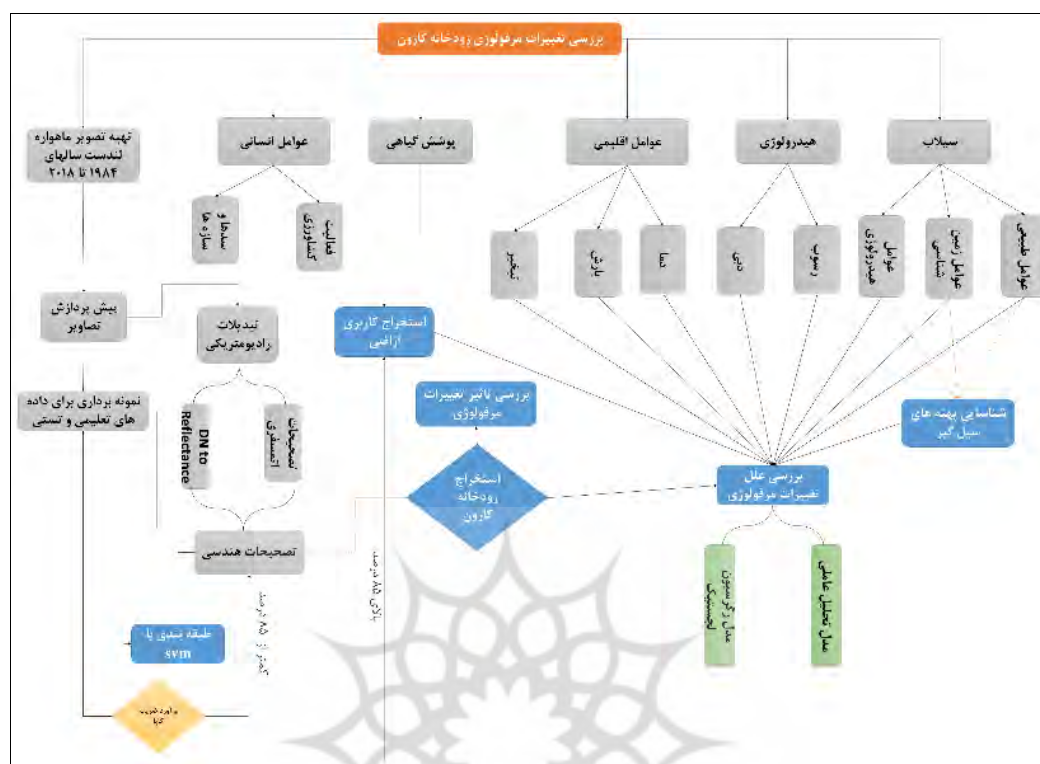 بررسی تغییرات مرفولوژی رودخانه کارون
سیلاب
هیدرولوژی
عوامل اقلیمی
پوشش گیاهی
عوامل انسانی
تهیه تصویر ماهواره
لندست سالهای
۱۹۸۴ تا ۲۰۱۸
عوامل طبیعی
عوامل زمین
شناسی
عوامل
هیدرولوژی
رسوب
دبی
دما
بارش
تبخیر
فعالیت
کشاورزی
سدها و
سازه ها
پیش پردازش
تصاویر
تبدیلات
رادیومتریکی
استخراج کاربری
اراضی
نمونه برداری برای داده
های تعلیمی و تستی
تصحیحات
اتمسفری
DN to
Reflectance
بررسی تاثیر تغییرات
مرفولوژی
شناسایی پهنه های
سیل گیر
استخراج
رودخانه
کارون
بررسی علل
تغییرات مرفولوژی
تصحیحات هندسی
بالای ۸۵ درصد
کمتر از ۸۵ درصد
مدل تحلیل عاملی
مدل رگرسیون
لجستیک
طبقه بندی با
svm
برآورد ضریب
کاپا